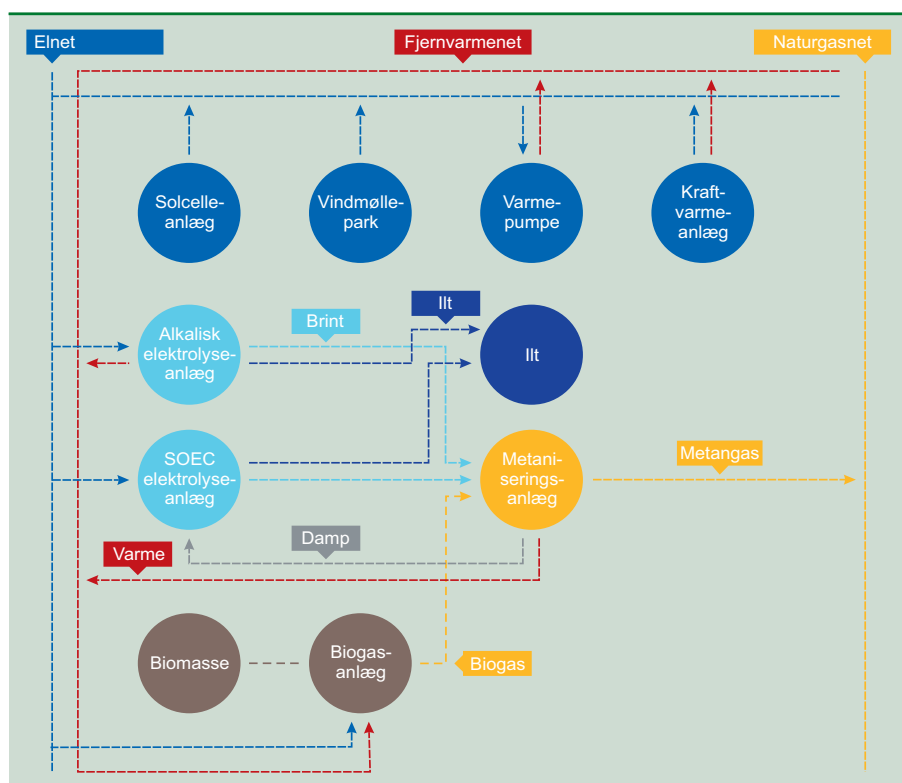 Elnet
Fjernvarmenet
Naturgasnet
Solcelle-
anlæg
Vindmølle-
park
Varme-
pumpe
Kraft-
varme-
anlæg
Ilt
Brint
Alkalisk
elektrolyse-
anlæg
Ilt
SOEC
elektrolyse-
anlæg
Metani-
serings-
anlæg
Metangas
Damp
Varme
Biomasse
Biogas-
anlæg
Biogas